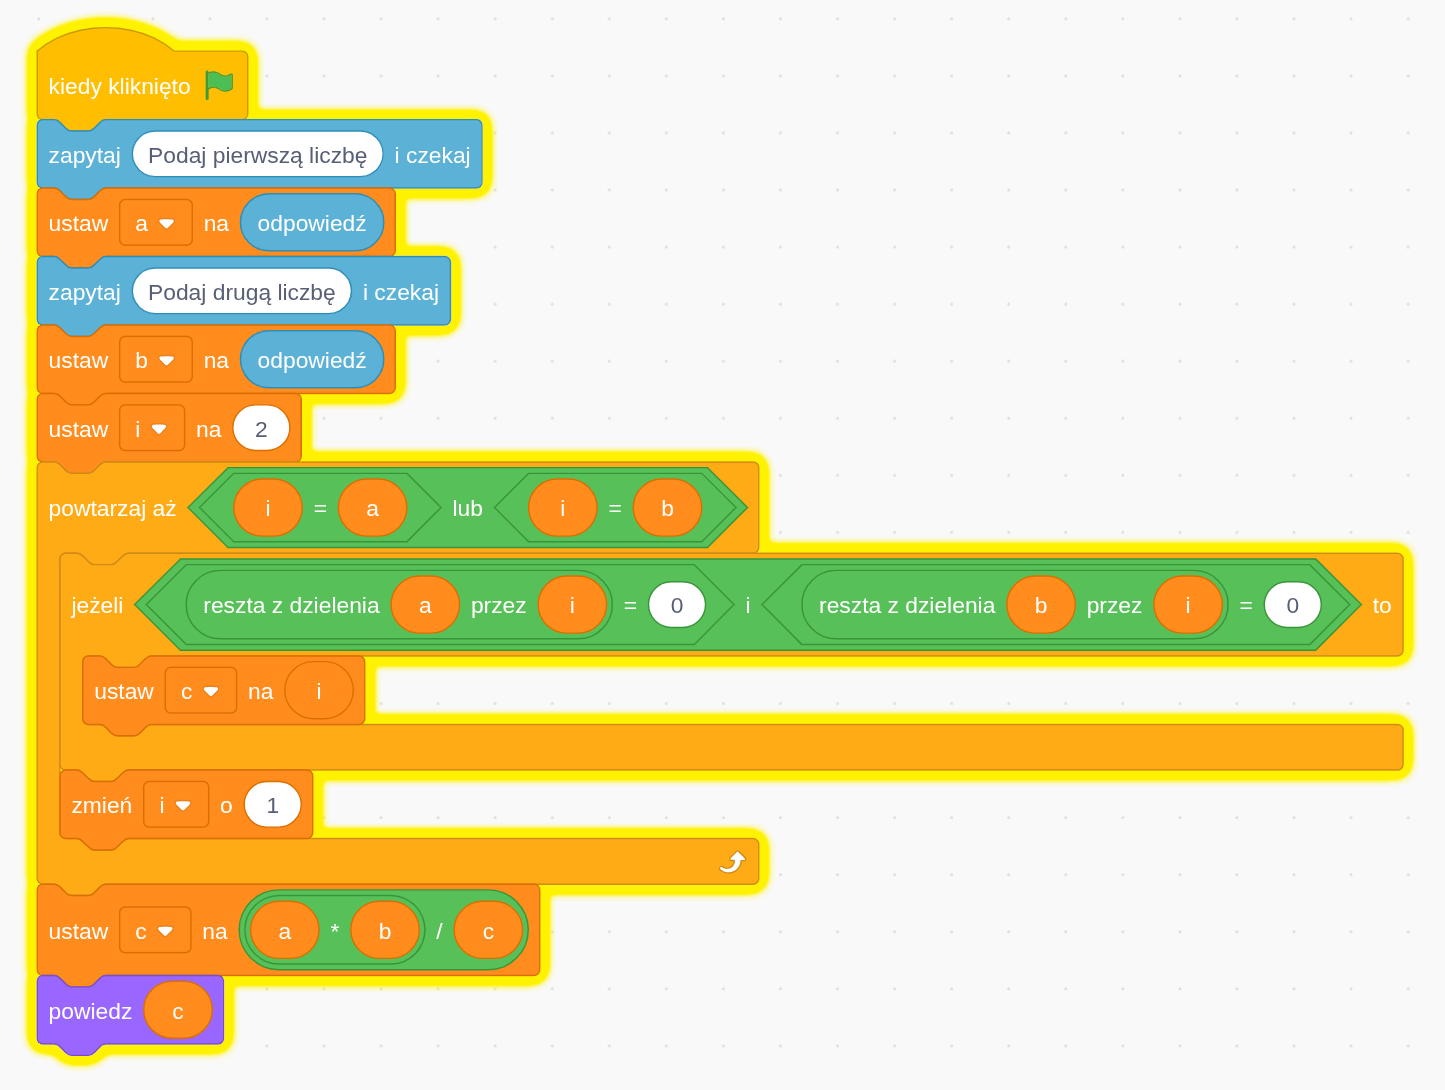 kiedy kliknięto
zapytaj Podaj pierwszą liczbę i czekaj
ustaw a na odpowiedź
zapytaj Podaj drugą liczbę i czekaj
ustaw b na odpowiedź
ustaw i na 2
powtarzaj aż i = a lub i = b
jeżeli reszta z dzielenia a przez i = 0 i reszta z dzielenia b przez i = 0 to
ustaw c na i
zmień i o 1
ustaw c na a * b / c
powiedz c